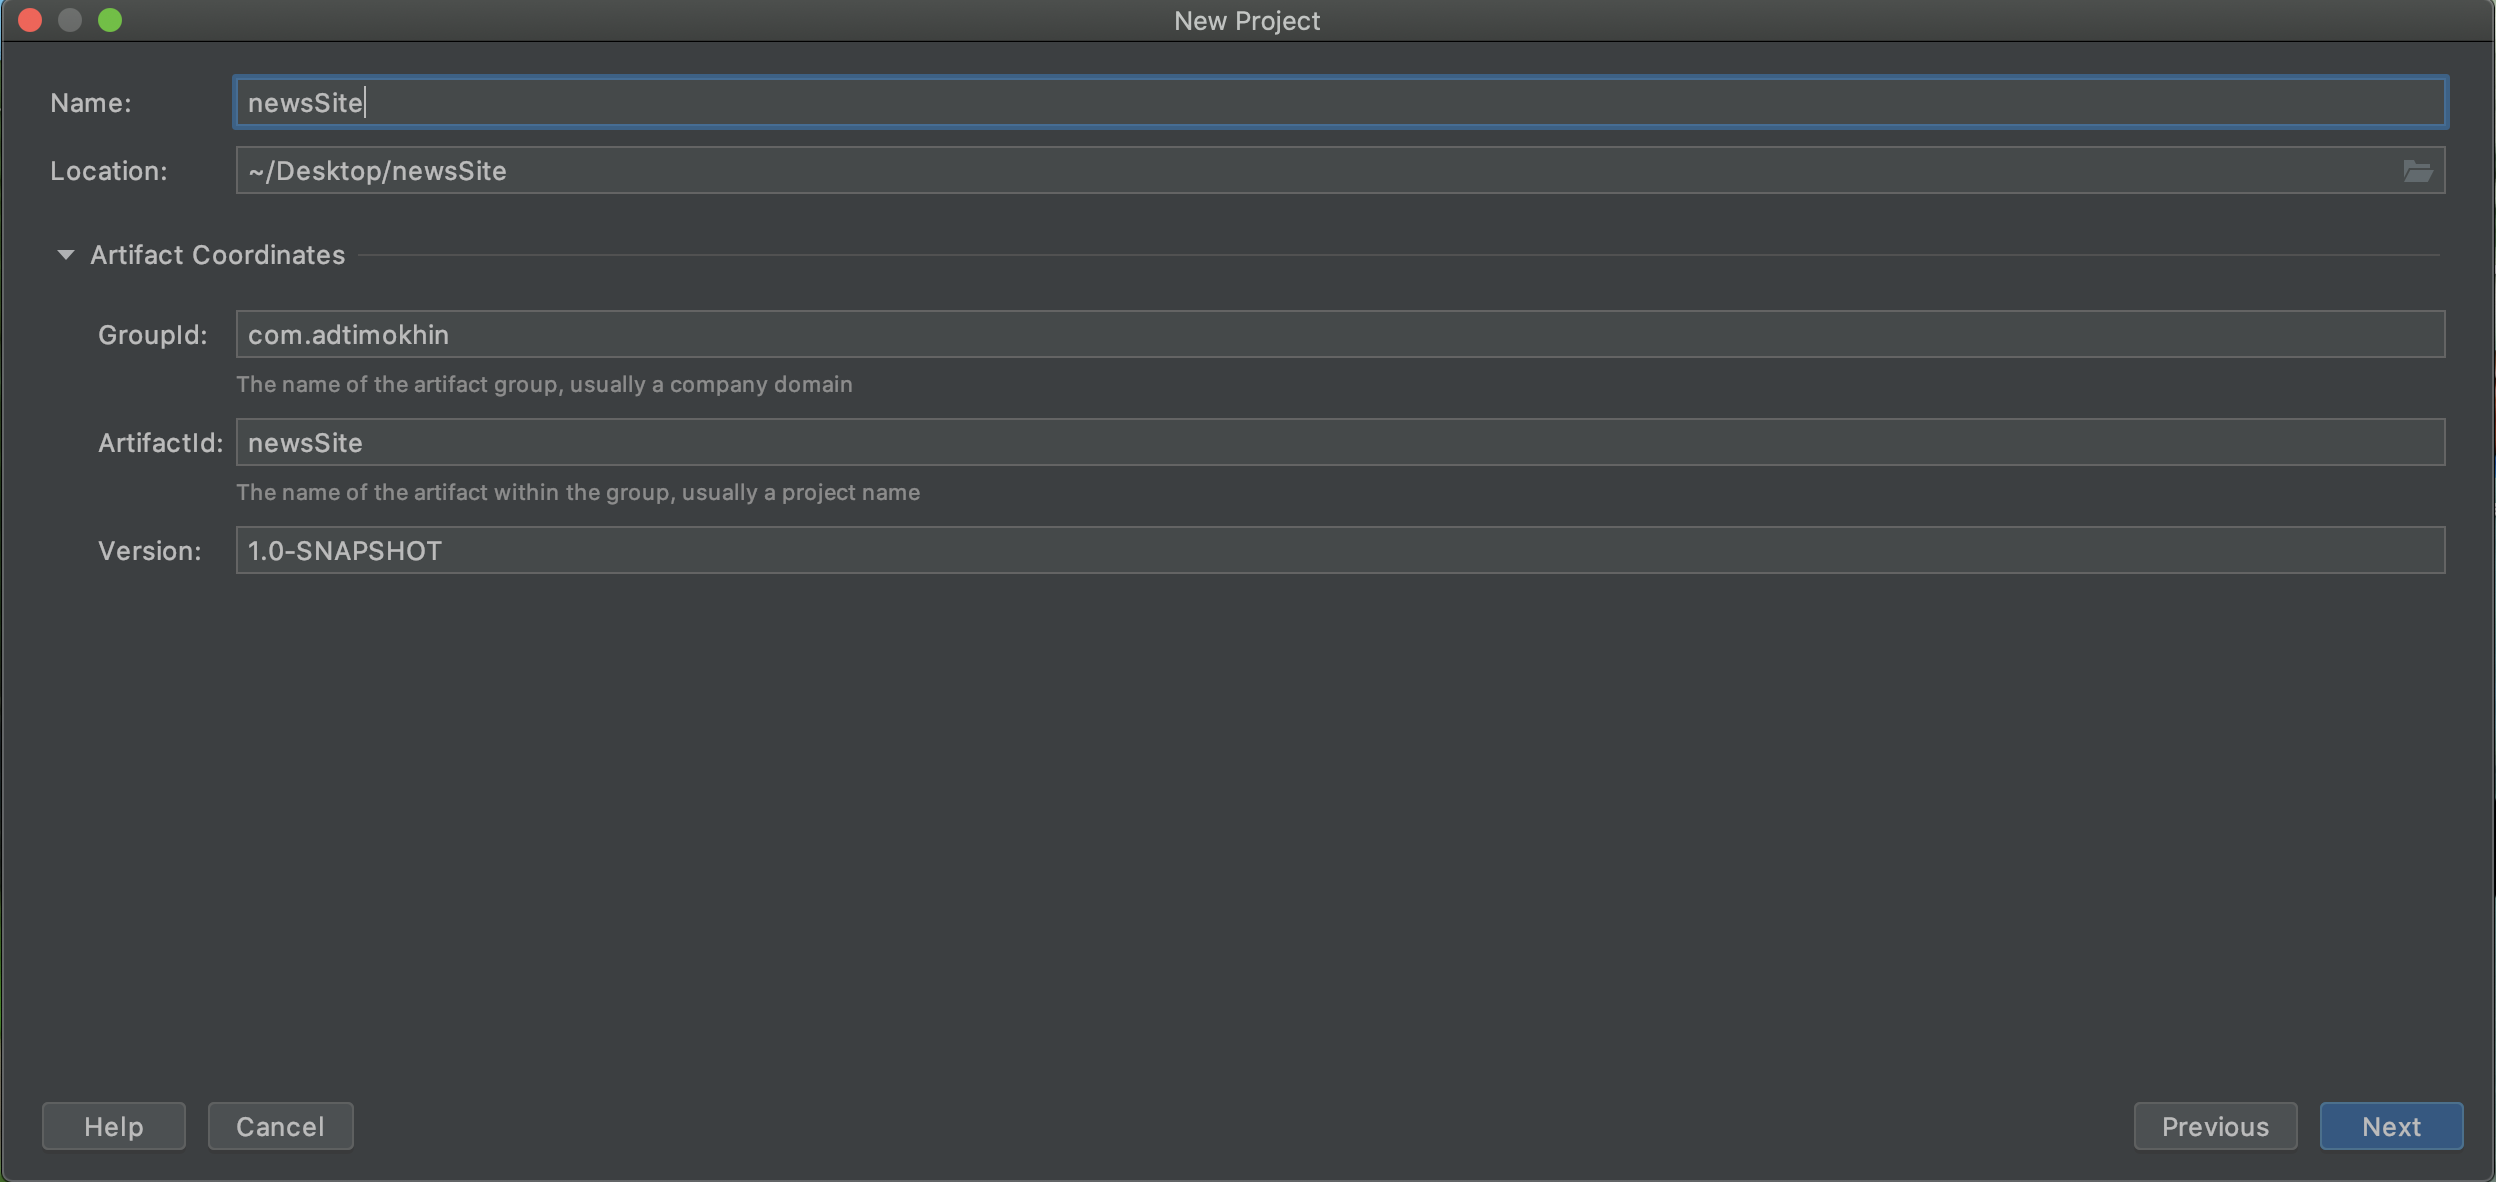 New Project
Name: newsSite
Location: ~/Desktop/newsSite
Artifact Coordinates
GroupId: com.adtimokhin
The name of the artifact group, usually a company domain
ArtifactId: newsSite
The name of the artifact within the group, usually a project name
Version: 1.0-SNAPSHOT
Help Cancel Previous Next